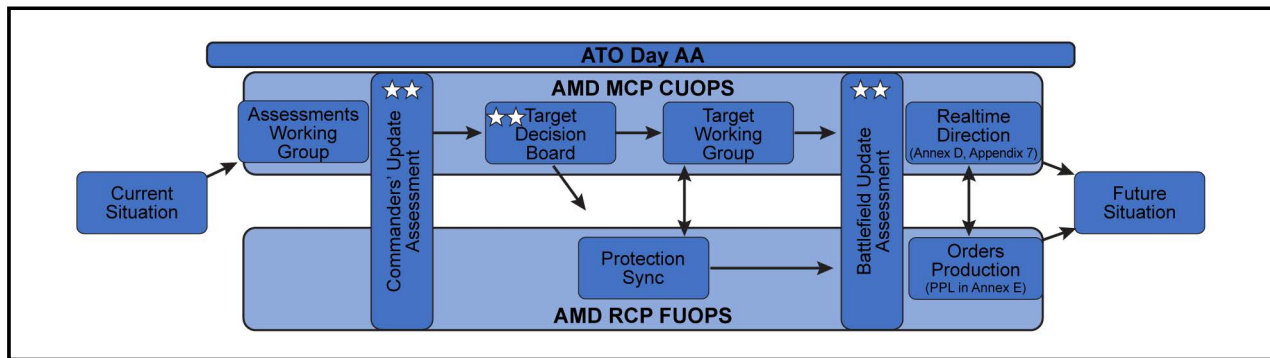 ATO Day AA
AMD MCP CUOPS
Current
Situation
Assessments
Working
Group
Commanders' Update
Assessment
Target
Decision
Board
Target
Working
Group
Battlefield Update
Assessment
Realtime
Direction
(Annex D, Appendix 7)
Future
Situation
Protection
Sync
Orders
Production
(PPL in Annex E)
AMD RCP FUOPS